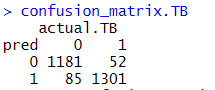 > confusion_matrix.TB
actual.TB
pred 0 1
0 1181 52
1 85 1301